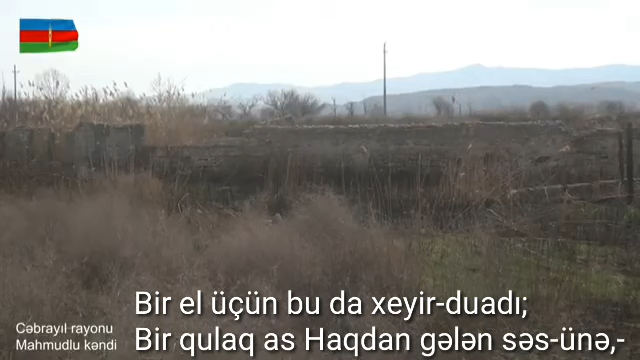 Cəbrayıl rayonu
Mahmudlu kəndi
Bir el üçün bu da xeyir-duadı;
Bir qulaq as Haqdan gələn səs-ünə,-